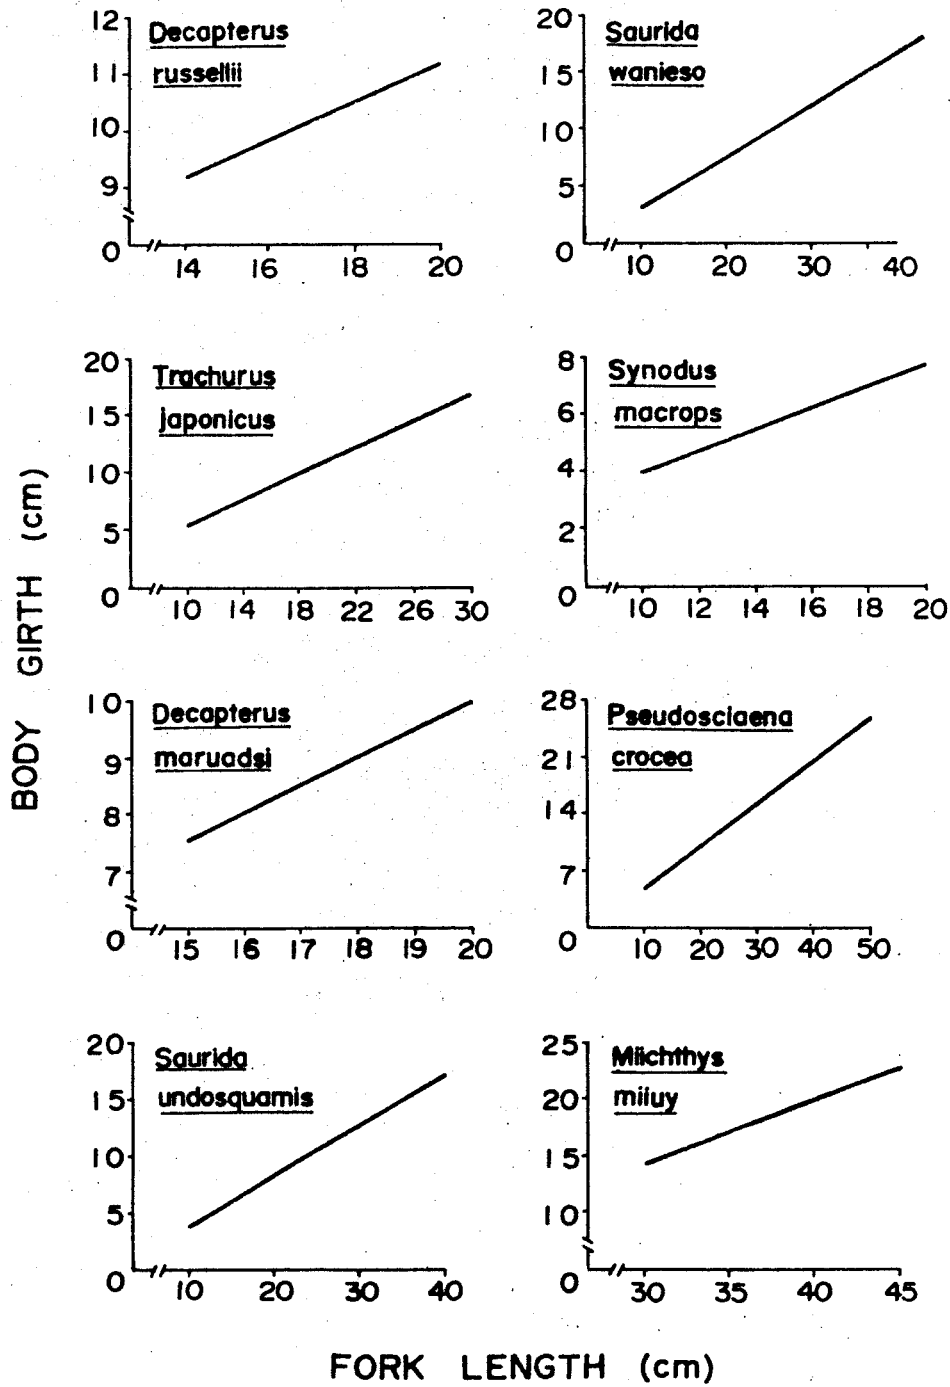 BODY GIRTH (cm)
Decapterus
russellii
12
11
10
9
0
14 16 18 20
Saurida
wanieso
20
15
10
5
0
10 20 30 40
Trachurus
japonicus
20
15
10
5
0
10 14 18 22 26 30
Synodus
macrops
8
6
4
2
0
10 12 14 16 18 20
Decapterus
maruadsi
10
9
8
7
0
15 16 17 18 19 20
Pseudosciaena
crocea
28
21
14
7
0
10 20 30 40 50
Saurida
undosquamis
20
15
10
5
0
10 20 30 40
Miichthys
miiuy
25
20
15
10
0
30 35 40 45
FORK LENGTH (cm)